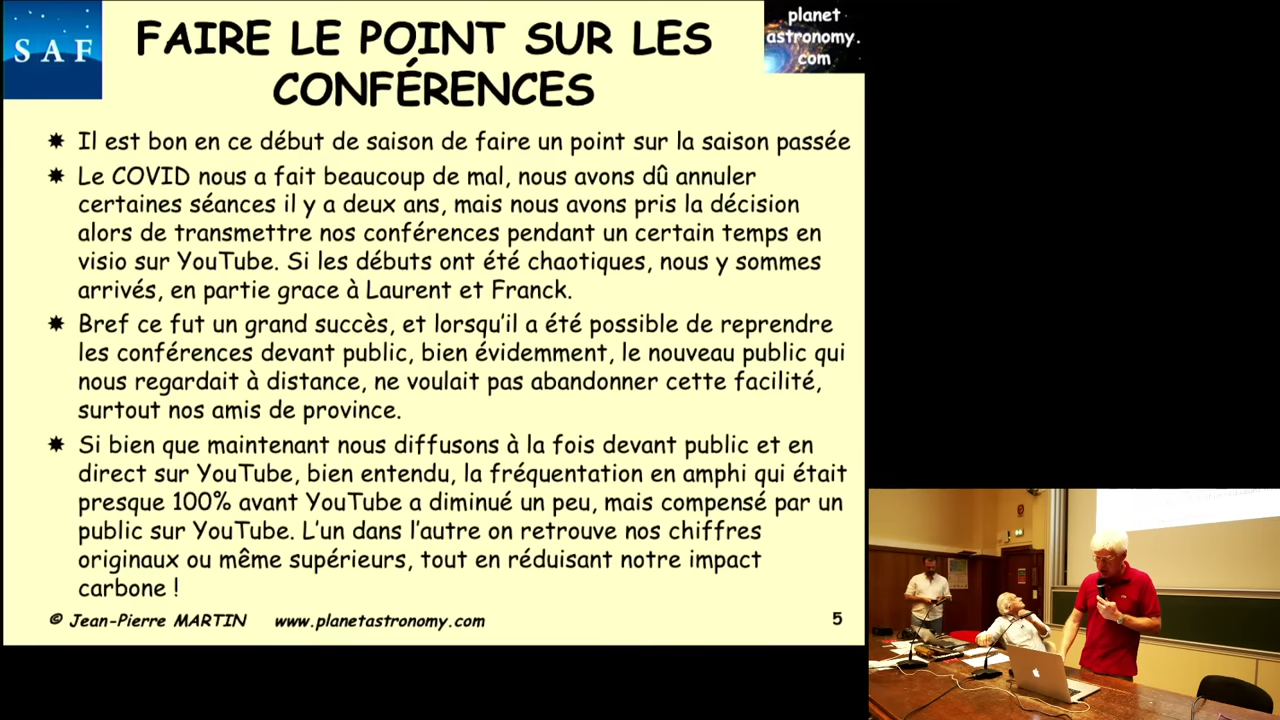 SAF
FAIRE LE POINT SUR LES
CONFÉRENCES
planet
astronomy.
com
✷ Il est bon en ce début de saison de faire un point sur la saison passée
✷ Le COVID nous a fait beaucoup de mal, nous avons dû annuler
certaines séances il y a deux ans, mais nous avons pris la décision
alors de transmettre nos conférences pendant un certain temps en
visio sur YouTube. Si les débuts ont été chaotiques, nous y sommes
arrivés, en partie grace à Laurent et Franck.
✷ Bref ce fut un grand succès, et lorsqu'il a été possible de reprendre
les conférences devant public, bien évidemment, le nouveau public qui
nous regardait à distance, ne voulait pas abandonner cette facilité,
surtout nos amis de province.
✷ Si bien que maintenant nous diffusons à la fois devant public et en
direct sur YouTube, bien entendu, la fréquentation en amphi qui était
presque 100% avant YouTube a diminué un peu, mais compensé par un
public sur YouTube. L'un dans l'autre on retrouve nos chiffres
originaux ou même supérieurs, tout en réduisant notre impact
carbone !
© Jean-Pierre MARTIN www.planetastronomy.com 5